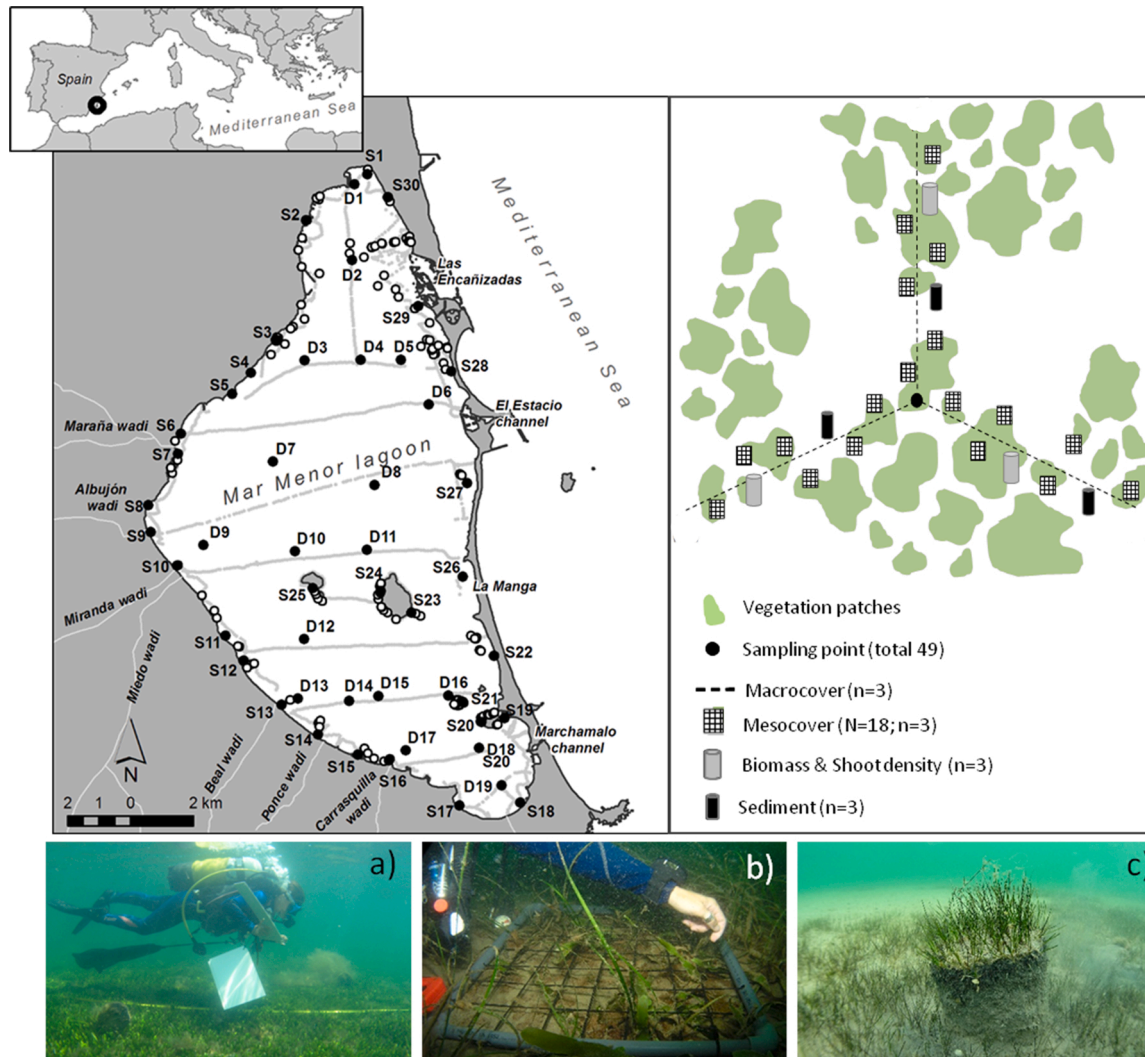 Spain
Mediterranean Sea
S1
S30
D1
S2
D2
Las
Encañizadas
Mediterranean Sea
S29
S3
D3
D4
D5
S4
S28
S5
D6
El Estacio
channel
Maraña wadi
S6
S7
D7
Mar Menor lagoon
D8
S27
Albujón
wadi
S8
S9
D9
D10
D11
S10
S24
S26
La Manga
S25
S23
Miranda wadi
D12
S11
S22
Miedo wadi
S12
D13
D14
D15
D16
S21
S19
S13
S20
Marchamalo
channel
S14
D17
D18
S20
S15
S16
D19
Beal wadi
Ponce wadi
Carrasquilla
wadi
S17
S18
N
2 1 0 2 km
Vegetation patches
Sampling point (total 49)
Macrocover (n=3)
Mesocover (N=18; n=3)
Biomass & Shoot density (n=3)
Sediment (n=3)
a)
b)
c)